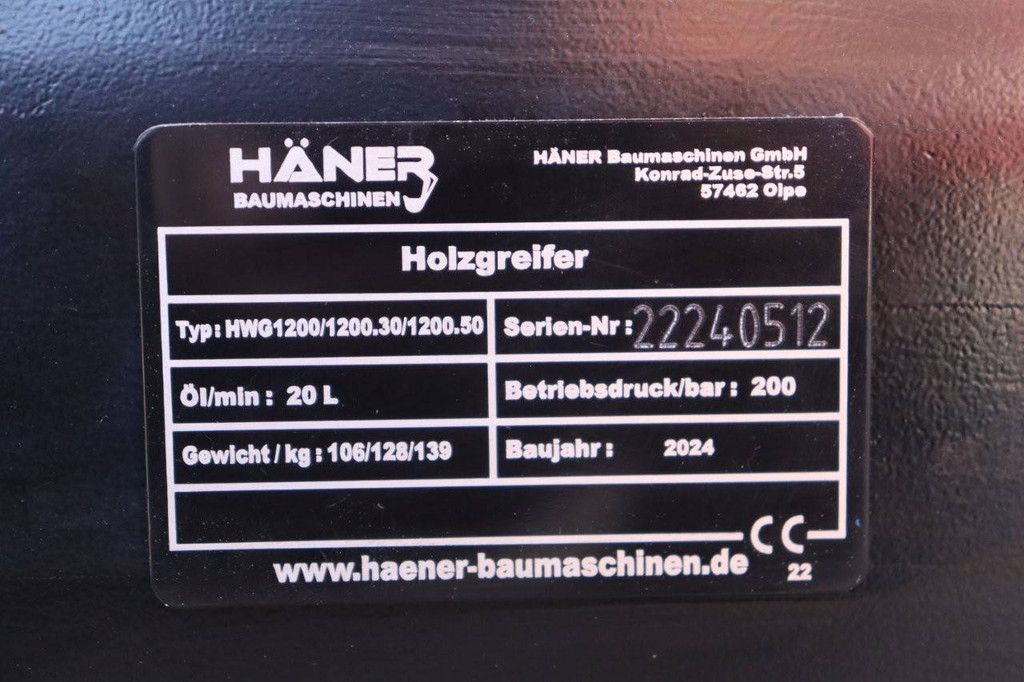 HÄNER
BAUMASCHINEN
HÄNER Baumaschinen GmbH
Konrad-Zuse-Str.5
57462 Olpe
Holzgreifer
Typ: HWG1200/1200.30/1200.50
Serien-Nr: 22240512
Öl/min: 20 L
Betriebsdruck/bar: 200
Gewicht / kg: 106/128/139
Baujahr: 2024
CC
www.haener-baumaschinen.de
22